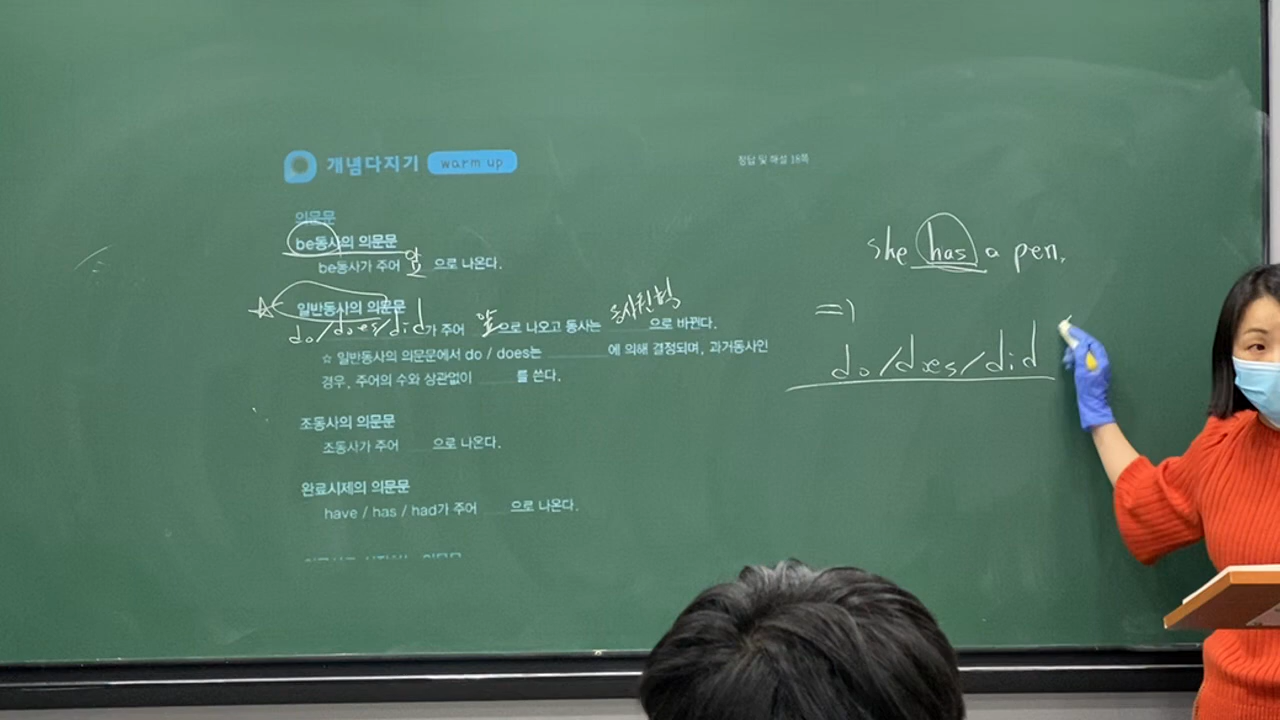 개념다지기 warm up
정답 및 해설 18쪽
의문문
be동사의 의문문
be동사가 주어 앞 으로 나온다.
일반동사의 의문문
do/does/did가 주어 앞으로 나오고 동사는 동사원형으로 바뀐다.
☆ 일반동사의 의문문에서 do / does는 에 의해 결정되며, 과거동사인
경우, 주어의 수와 상관없이 를 쓴다.
조동사의 의문문
조동사가 주어 으로 나온다.
완료시제의 의문문
have / has / had가 주어 으로 나온다.
she has a pen.
=>
do/does/did